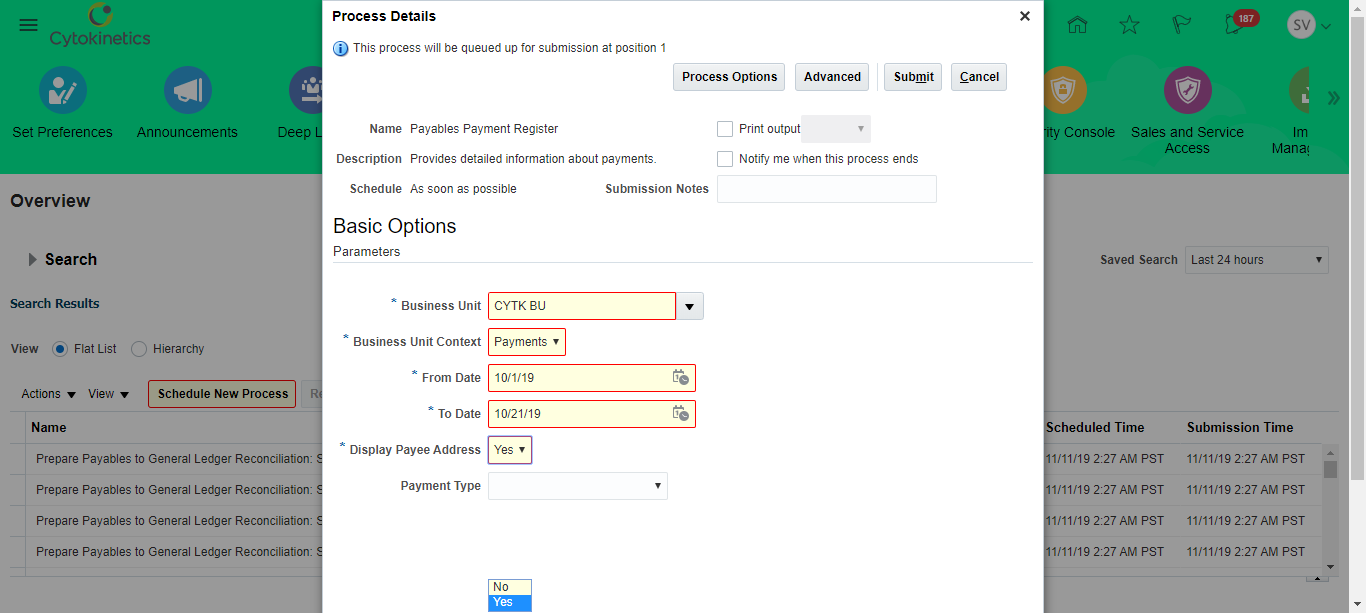 Process Details
This process will be queued up for submission at position 1
Process Options Advanced Submit Cancel
Cytokinetics
187
SV
Set Preferences Announcements Deep L
rity Console Sales and Service Access Im Manag
Name Payables Payment Register
Print output
Description Provides detailed information about payments.
Notify me when this process ends
Schedule As soon as possible
Submission Notes
Basic Options
Parameters
* Business Unit CYTK BU
* Business Unit Context Payments
* From Date 10/1/19
* To Date 10/21/19
* Display Payee Address Yes
Payment Type
No
Yes
Overview
Search
Saved Search Last 24 hours
Search Results
View Flat List Hierarchy
Actions View Schedule New Process Re
Name Scheduled Time Submission Time
Prepare Payables to General Ledger Reconciliation: S 11/11/19 2:27 AM PST 11/11/19 2:27 AM PST
Prepare Payables to General Ledger Reconciliation: S 11/11/19 2:27 AM PST 11/11/19 2:27 AM PST
Prepare Payables to General Ledger Reconciliation: S 11/11/19 2:27 AM PST 11/11/19 2:27 AM PST
Prepare Payables to General Ledger Reconciliation: S 11/11/19 2:27 AM PST 11/11/19 2:27 AM PST